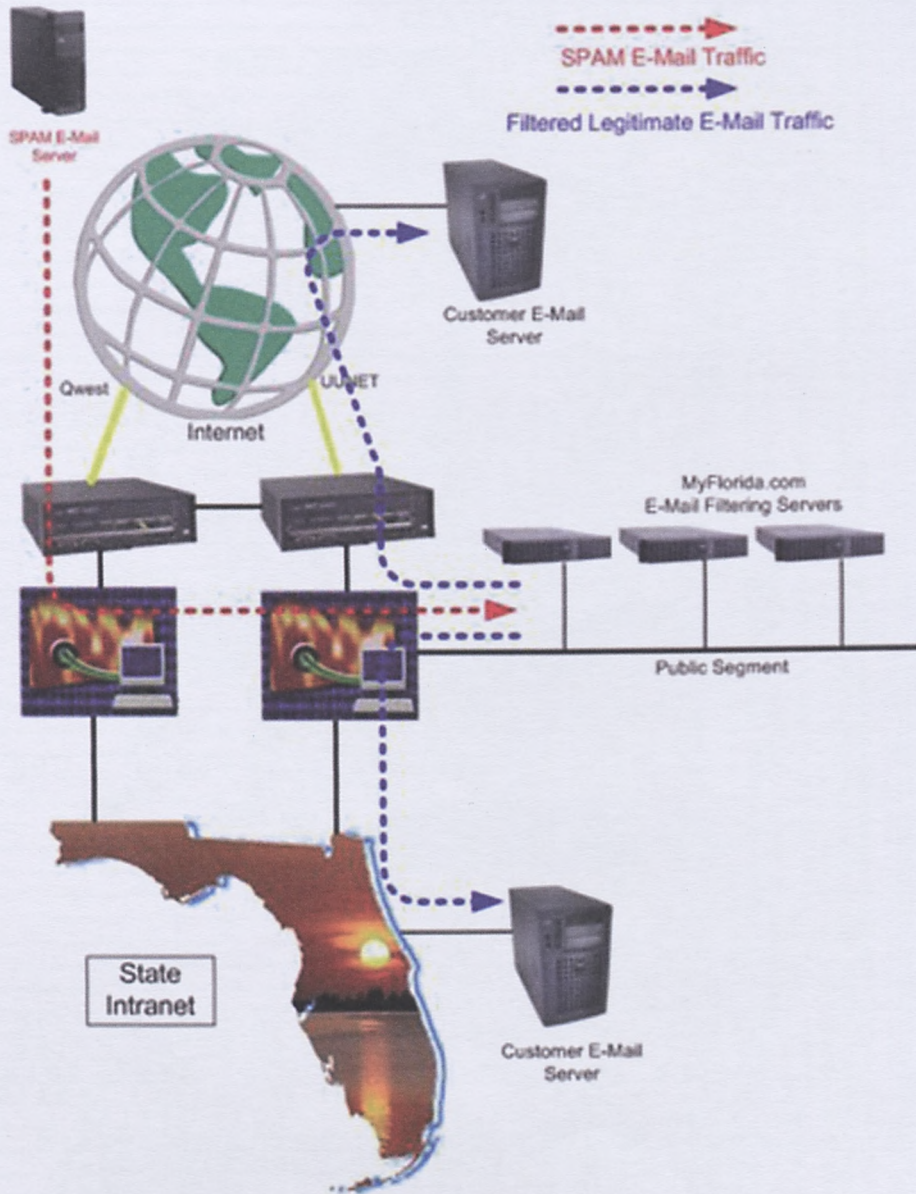 SPAM E-Mail Traffic
Filtered Legitimate E-Mail Traffic
SPAM E-Mail
Server
Customer E-Mail
Server
Qwest
UUNET
Internet
MyFlorida.com
E-Mail Filtering Servers
Public Segment
State
Intranet
Customer E-Mail
Server